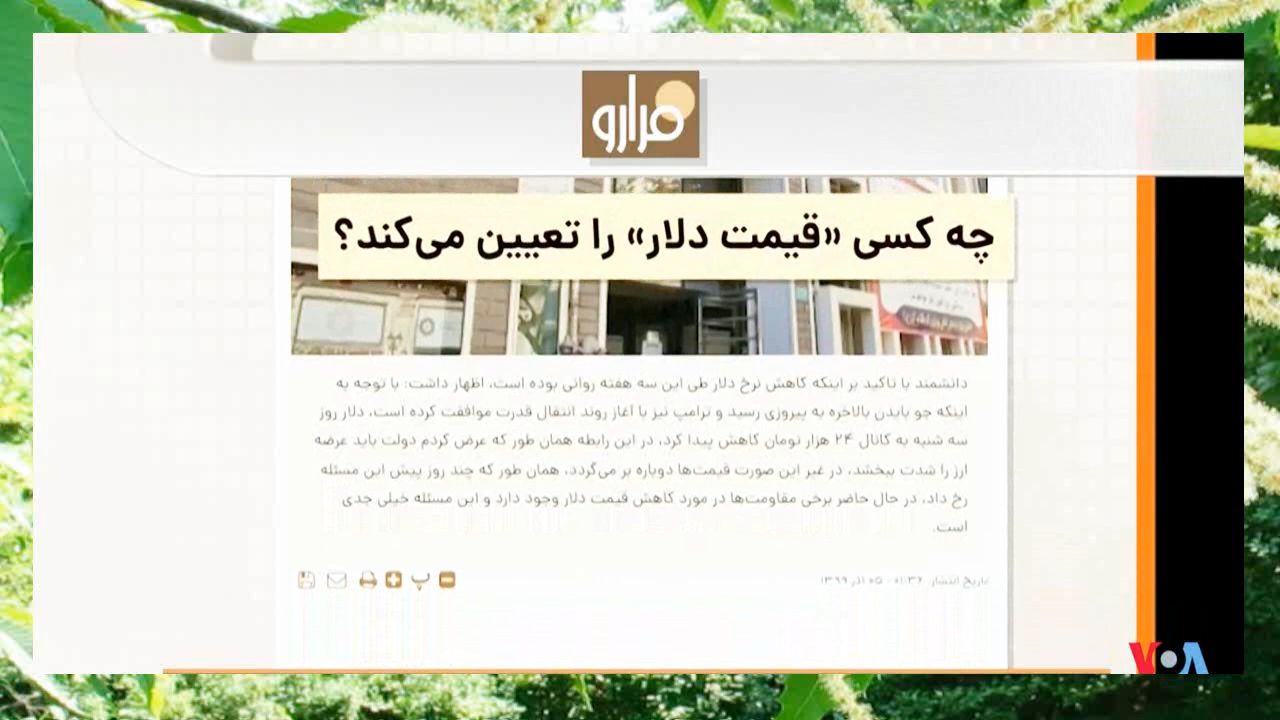 فرارو
چه کسی «قیمت دلار» را تعیین می‌کند؟
دانشمند با تاکید بر اینکه کاهش نرخ دلار طی این سه هفته روانی بوده است، اظهار داشت: با توجه به
اینکه جو بایدن بالاخره به پیروزی رسید و ترامپ نیز با آغاز روند انتقال قدرت موافقت کرده است، دلار روز
سه شنبه به کانال ۲۴ هزار تومان کاهش پیدا کرد، در این رابطه همان طور که عرض کردم دولت باید عرضه
ارز را شدت ببخشد، در غیر این صورت قیمت‌ها دوباره بر می‌گردد، همان طور که چند روز پیش این مسئله
رخ داد، در حال حاضر برخی مقاومت‌ها در مورد کاهش قیمت دلار وجود دارد و این مسئله خیلی جدی
است.
تاریخ انتشار: ۰۱:۳۶ - ۰۵ آذر ۱۳۹۹
پ
VOA